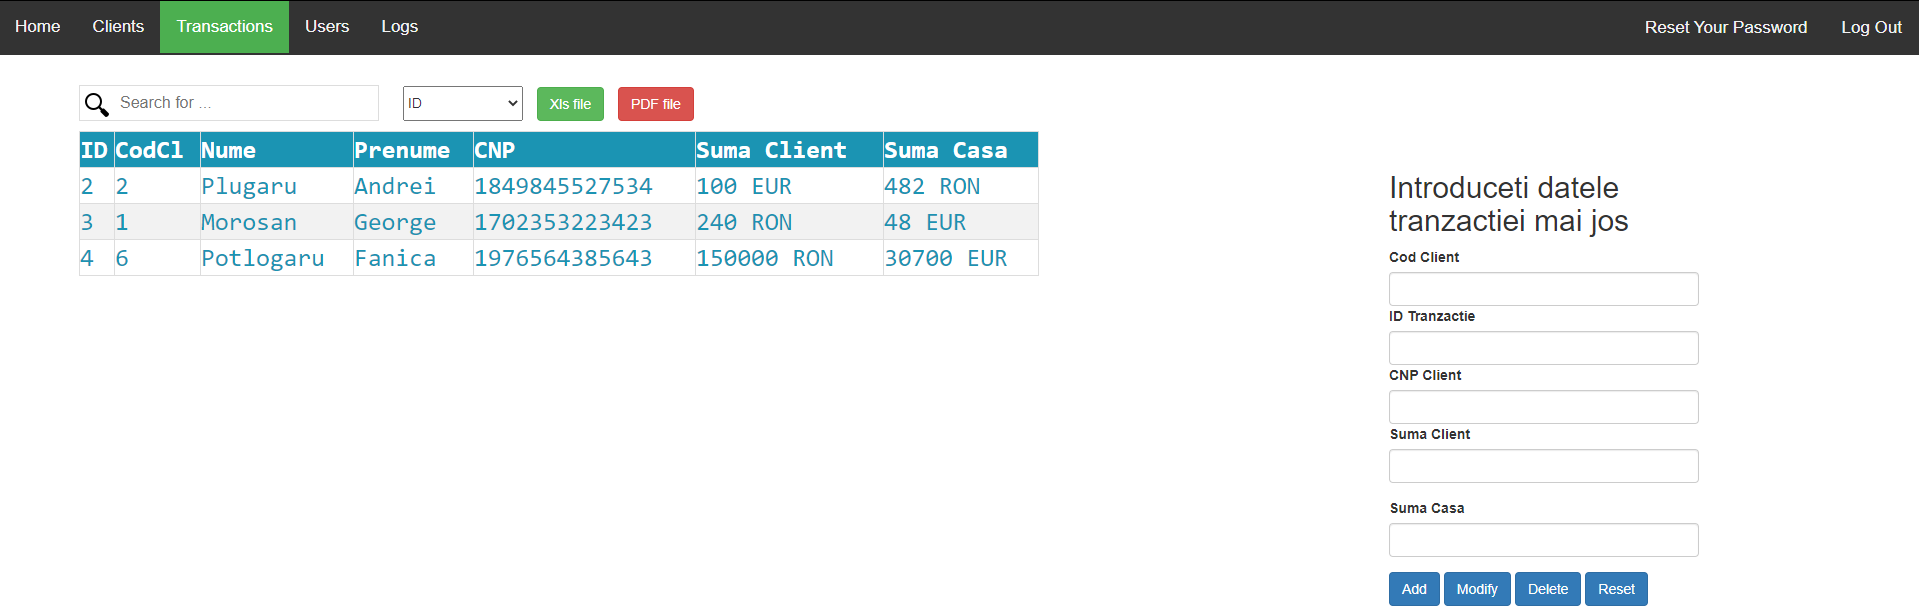 Home Clients Transactions Users Logs Reset Your Password Log Out
Search for ... ID Xls file PDF file
ID CodCl Nume Prenume CNP Suma Client Suma Casa
2 2 Plugaru Andrei 1849845527534 100 EUR 482 RON
3 1 Morosan George 1702353223423 240 RON 48 EUR
4 6 Potlogaru Fanica 1976564385643 150000 RON 30700 EUR
Introduceti datele
tranzactiei mai jos
Cod Client
ID Tranzactie
CNP Client
Suma Client
Suma Casa
Add Modify Delete Reset